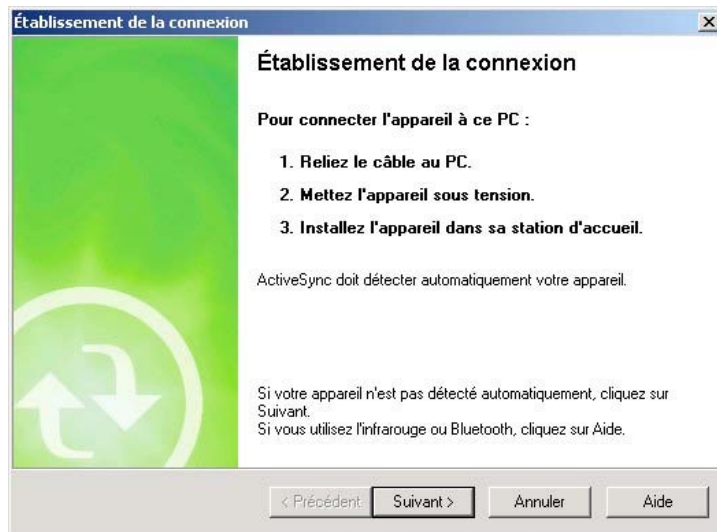 Établissement de la connexion
Établissement de la connexion
Pour connecter l'appareil à ce PC :
1. Reliez le câble au PC.
2. Mettez l'appareil sous tension.
3. Installez l'appareil dans sa station d'accueil.
ActiveSync doit détecter automatiquement votre appareil.
Si votre appareil n'est pas détecté automatiquement, cliquez sur
Suivant.
Si vous utilisez l'infrarouge ou Bluetooth, cliquez sur Aide.
< Précédent Suivant > Annuler Aide